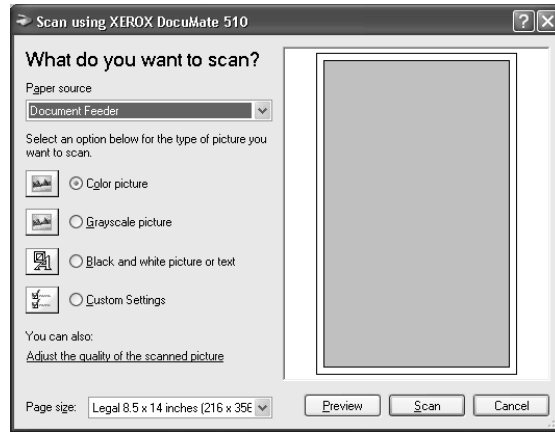 Scan using XEROX DocuMate 510
What do you want to scan?
Paper source
Document Feeder
Select an option below for the type of picture you
want to scan.
Color picture
Grayscale picture
Black and white picture or text
Custom Settings
You can also:
Adjust the quality of the scanned picture
Page size: Legal 8.5 x 14 inches (216 x 356
Preview Scan Cancel